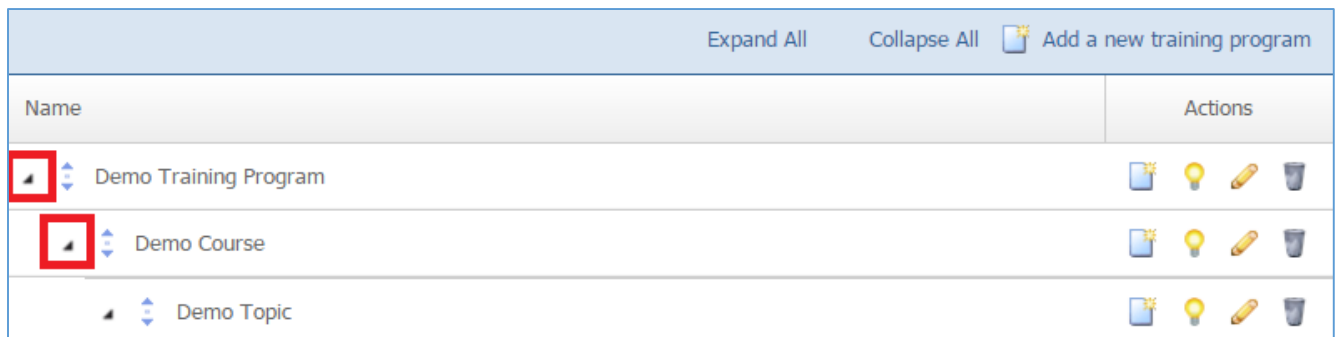 Expand All Collapse All Add a new training program
Name Actions
Demo Training Program
Demo Course
Demo Topic